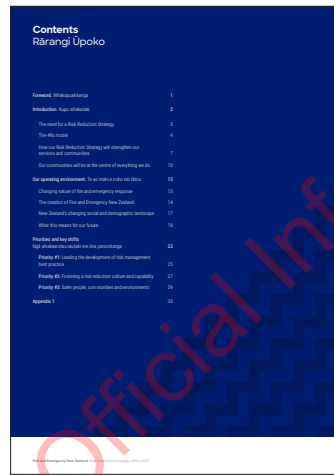 Contents
Rārangi Ūpoko
Foreword. Whakapuakitanga 1
Introduction. Kupu whakataki 2
The need for a Risk Reduction Strategy 3
The 4Rs model 4
How our Risk Reduction Strategy will strengthen our
services and communities 7
Our communities will be at the centre of everything we do 10
Our operating environment. Te ao mahi e noho nei tātou 13
Changing nature of fire and emergency response 13
The creation of Fire and Emergency New Zealand 14
New Zealand's changing social and demographic landscape 17
What this means for our future 18
Priorities and key shifts
22
Priority #1: Leading the development of risk management
best practice 25
Priority #2: Fostering a risk reduction culture and capability 27
Priority #3: Safer people, communities and environments 29
Appendix 1 30
Fire and Emergency New Zealand
Official Inf